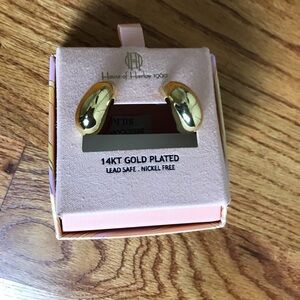 House of Harlow 1960
14KT GOLD PLATED
LEAD SAFE . NICKEL FREE